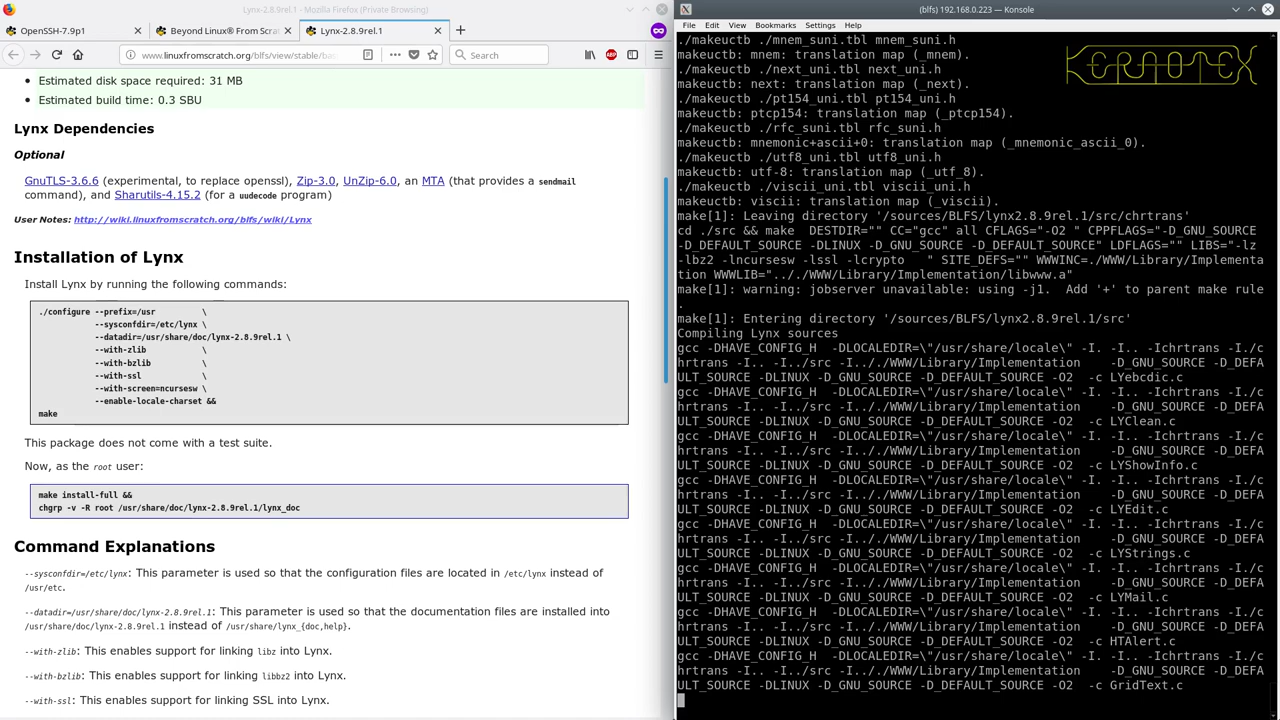 Lynx-2.8.9rel.1 - Mozilla Firefox (Private Browsing)
OpenSSH-7.9p1
Beyond Linux® From Scra
Lynx-2.8.9rel.1
www.linuxfromscratch.org/blfs/view/stable/bas
Search
Estimated disk space required: 31 MB
Estimated build time: 0.3 SBU
Lynx Dependencies
Optional
GnuTLS-3.6.6 (experimental, to replace openssl), Zip-3.0, UnZip-6.0, an MTA (that provides a sendmail
command), and Sharutils-4.15.2 (for a uudecode program)
User Notes: http://wiki.linuxfromscratch.org/blfs/wiki/Lynx
Installation of Lynx
Install Lynx by running the following commands:
./configure --prefix=/usr \
--sysconfdir=/etc/lynx \
--datadir=/usr/share/doc/lynx-2.8.9rel.1 \
--with-zlib \
--with-bzlib \
--with-ssl \
--with-screen=ncursesw \
--enable-locale-charset &&
make
This package does not come with a test suite.
Now, as the root user:
make install-full &&
chgrp -v -R root /usr/share/doc/lynx-2.8.9rel.1/lynx_doc
Command Explanations
--sysconfdir=/etc/lynx: This parameter is used so that the configuration files are located in /etc/lynx instead of
/usr/etc.
--datadir=/usr/share/doc/lynx-2.8.9rel.1: This parameter is used so that the documentation files are installed into
/usr/share/doc/lynx-2.8.9rel.1 instead of /usr/share/lynx_{doc,help}.
--with-zlib: This enables support for linking libz into Lynx.
--with-bzlib: This enables support for linking libbz2 into Lynx.
--with-ssl: This enables support for linking SSL into Lynx.
(blfs) 192.168.0.223 — Konsole
File Edit View Bookmarks Settings Help
./makeuctb ./mnem_suni.tbl mnem_suni.h
makeuctb: mnem: translation map (_mnem).
./makeuctb ./next_uni.tbl next_uni.h
makeuctb: next: translation map (_next).
./makeuctb ./pt154_uni.tbl pt154_uni.h
makeuctb: ptcp154: translation map (_ptcp154).
./makeuctb ./rfc_suni.tbl rfc_suni.h
makeuctb: mnemonic+ascii+0: translation map (_mnemonic_ascii_0).
./makeuctb ./utf8_uni.tbl utf8_uni.h
makeuctb: utf-8: translation map (_utf_8).
./makeuctb ./viscii_uni.tbl viscii_uni.h
makeuctb: viscii: translation map (_viscii).
make[1]: Leaving directory '/sources/BLFS/lynx2.8.9rel.1/src/chrtrans'
cd ./src && make  DESTDIR="" CC="gcc" all CFLAGS="-O2 " CPPFLAGS="-D_GNU_SOURCE
-D_DEFAULT_SOURCE -DLINUX -D_GNU_SOURCE -D_DEFAULT_SOURCE" LDFLAGS="" LIBS="-lz
-lbz2 -lncursesw -lssl -lcrypto   " SITE_DEFS="" WWWINC=./WWW/Library/Implementa
tion WWWLIB="../WWW/Library/Implementation/libwww.a"
make[1]: warning: jobserver unavailable: using -j1.  Add '+' to parent make rule
.
make[1]: Entering directory '/sources/BLFS/lynx2.8.9rel.1/src'
Compiling Lynx sources
gcc -DHAVE_CONFIG_H  -DLOCALEDIR=\"/usr/share/locale\" -I. -I.. -Ichrtrans -I./c
hrtrans -I.. -I../src -I.././WWW/Library/Implementation    -D_GNU_SOURCE -D_DEFA
ULT_SOURCE -DLINUX -D_GNU_SOURCE -D_DEFAULT_SOURCE -O2  -c LYebcdic.c
gcc -DHAVE_CONFIG_H  -DLOCALEDIR=\"/usr/share/locale\" -I. -I.. -Ichrtrans -I./c
hrtrans -I.. -I../src -I.././WWW/Library/Implementation    -D_GNU_SOURCE -D_DEFA
ULT_SOURCE -DLINUX -D_GNU_SOURCE -D_DEFAULT_SOURCE -O2  -c LYClean.c
gcc -DHAVE_CONFIG_H  -DLOCALEDIR=\"/usr/share/locale\" -I. -I.. -Ichrtrans -I./c
hrtrans -I.. -I../src -I.././WWW/Library/Implementation    -D_GNU_SOURCE -D_DEFA
ULT_SOURCE -DLINUX -D_GNU_SOURCE -D_DEFAULT_SOURCE -O2  -c LYShowInfo.c
gcc -DHAVE_CONFIG_H  -DLOCALEDIR=\"/usr/share/locale\" -I. -I.. -Ichrtrans -I./c
hrtrans -I.. -I../src -I.././WWW/Library/Implementation    -D_GNU_SOURCE -D_DEFA
ULT_SOURCE -DLINUX -D_GNU_SOURCE -D_DEFAULT_SOURCE -O2  -c LYEdit.c
gcc -DHAVE_CONFIG_H  -DLOCALEDIR=\"/usr/share/locale\" -I. -I.. -Ichrtrans -I./c
hrtrans -I.. -I../src -I.././WWW/Library/Implementation    -D_GNU_SOURCE -D_DEFA
ULT_SOURCE -DLINUX -D_GNU_SOURCE -D_DEFAULT_SOURCE -O2  -c LYStrings.c
gcc -DHAVE_CONFIG_H  -DLOCALEDIR=\"/usr/share/locale\" -I. -I.. -Ichrtrans -I./c
hrtrans -I.. -I../src -I.././WWW/Library/Implementation    -D_GNU_SOURCE -D_DEFA
ULT_SOURCE -DLINUX -D_GNU_SOURCE -D_DEFAULT_SOURCE -O2  -c LYMail.c
gcc -DHAVE_CONFIG_H  -DLOCALEDIR=\"/usr/share/locale\" -I. -I.. -Ichrtrans -I./c
hrtrans -I.. -I../src -I.././WWW/Library/Implementation    -D_GNU_SOURCE -D_DEFA
ULT_SOURCE -DLINUX -D_GNU_SOURCE -D_DEFAULT_SOURCE -O2  -c HTAlert.c
gcc -DHAVE_CONFIG_H  -DLOCALEDIR=\"/usr/share/locale\" -I. -I.. -Ichrtrans -I./c
hrtrans -I.. -I../src -I.././WWW/Library/Implementation    -D_GNU_SOURCE -D_DEFA
ULT_SOURCE -DLINUX -D_GNU_SOURCE -D_DEFAULT_SOURCE -O2  -c GridText.c